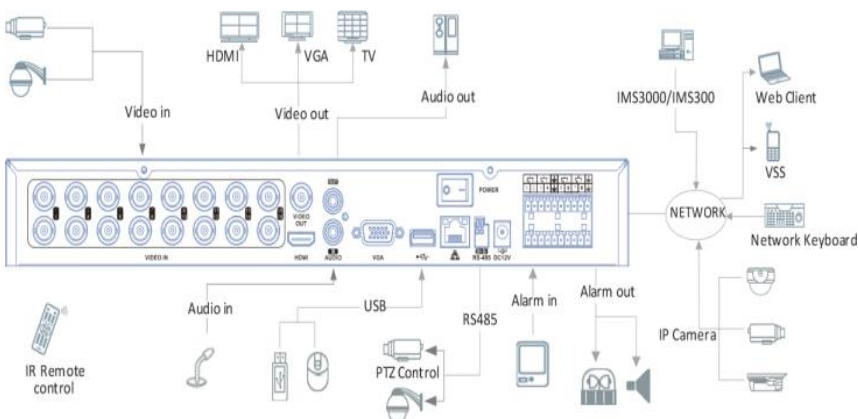 HDMI
VGA
TV
Video in
Video out
Audio out
IMS3000/IMS300
Web Client
VSS
POWER
VIDEO
OUT
NETWORK
Network Keyboard
VIDEO IN
HDMI
AUDIO
VGA
RS-485
DC12V
Audio in
USB
RS485
Alarm in
Alarm out
IP Camera
PTZ Control
IR Remote
control